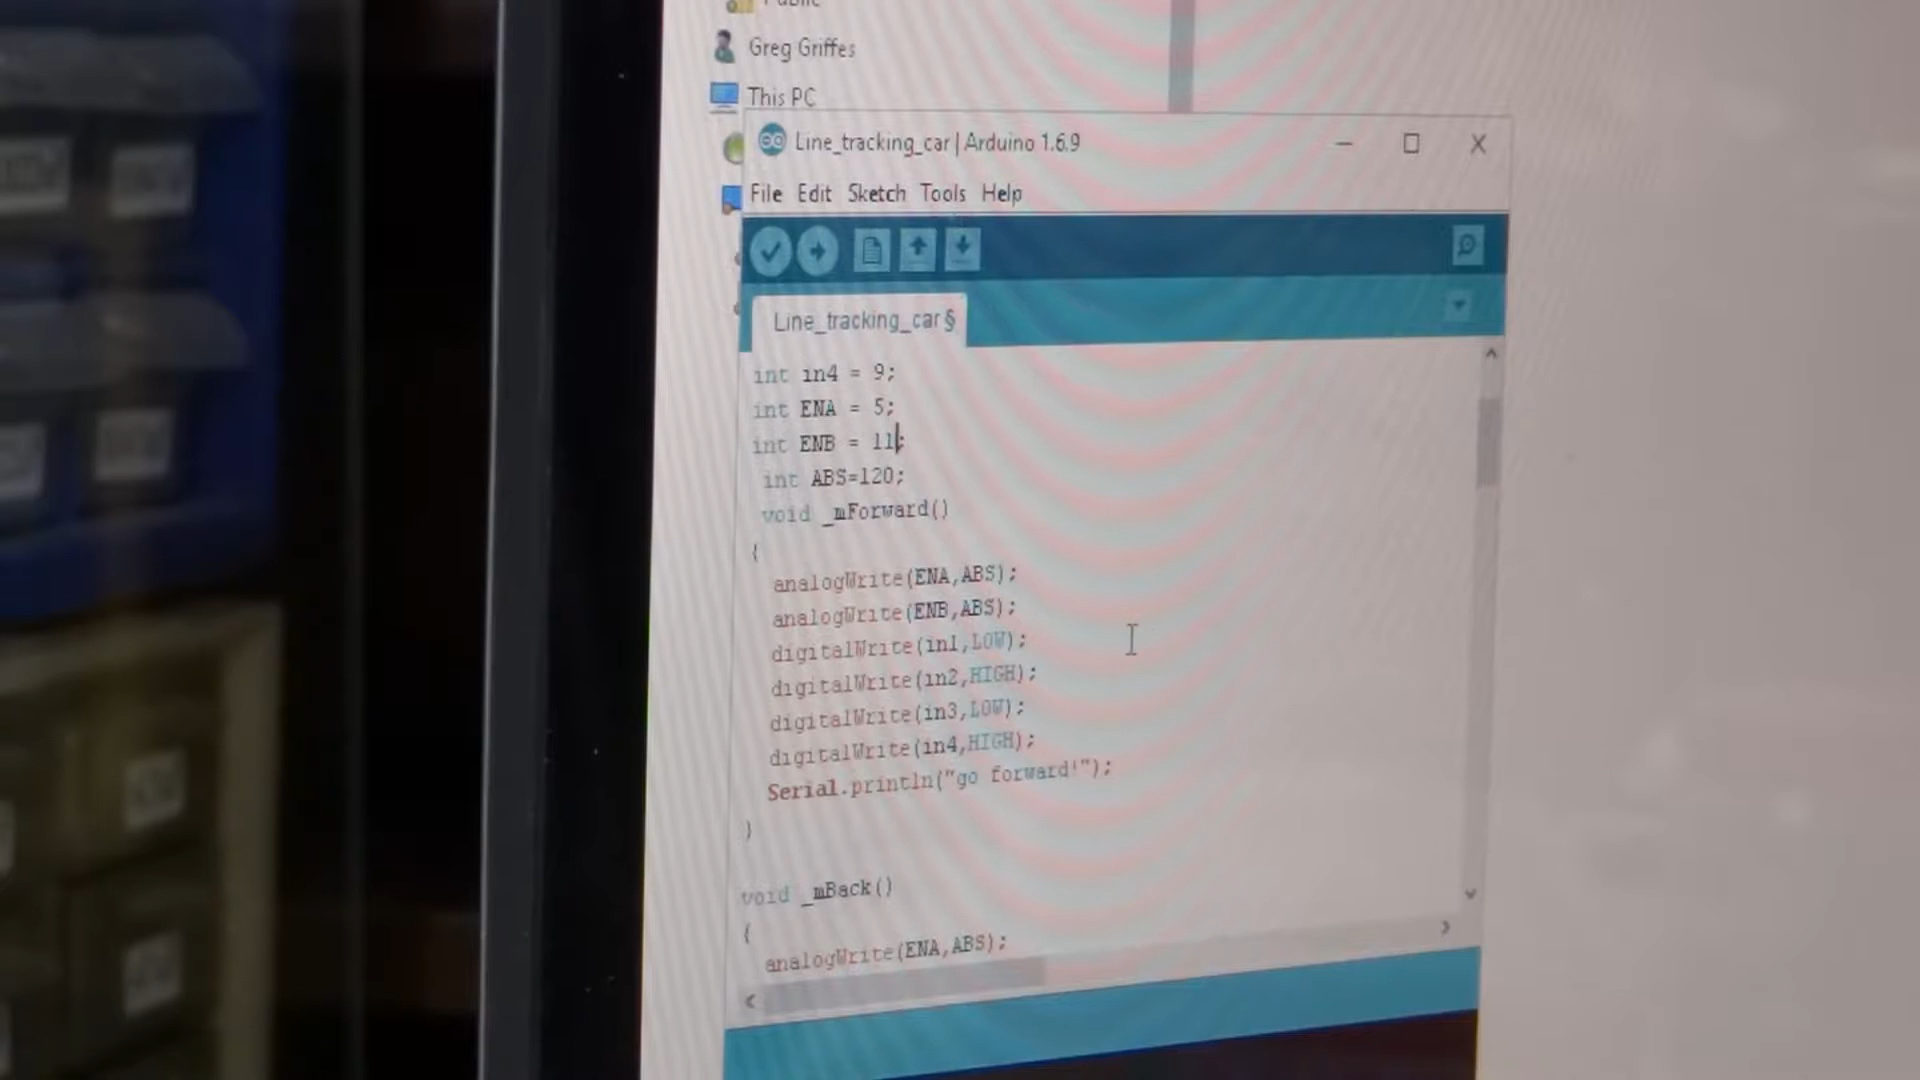 Public
Greg Griffes
This PC
Line_tracking_car | Arduino 1.6.9
File Edit Sketch Tools Help
Line_tracking_car §
int in4 = 9;
int ENA = 5;
int ENB = 11;
int ABS=120;
void _mForward()
{
analogWrite(ENA,ABS);
analogWrite(ENB,ABS);
digitalWrite(in1,LOW);
digitalWrite(in2,HIGH);
digitalWrite(in3,LOW);
digitalWrite(in4,HIGH);
Serial.println("go forward!");
}
void _mBack()
{
analogWrite(ENA,ABS);